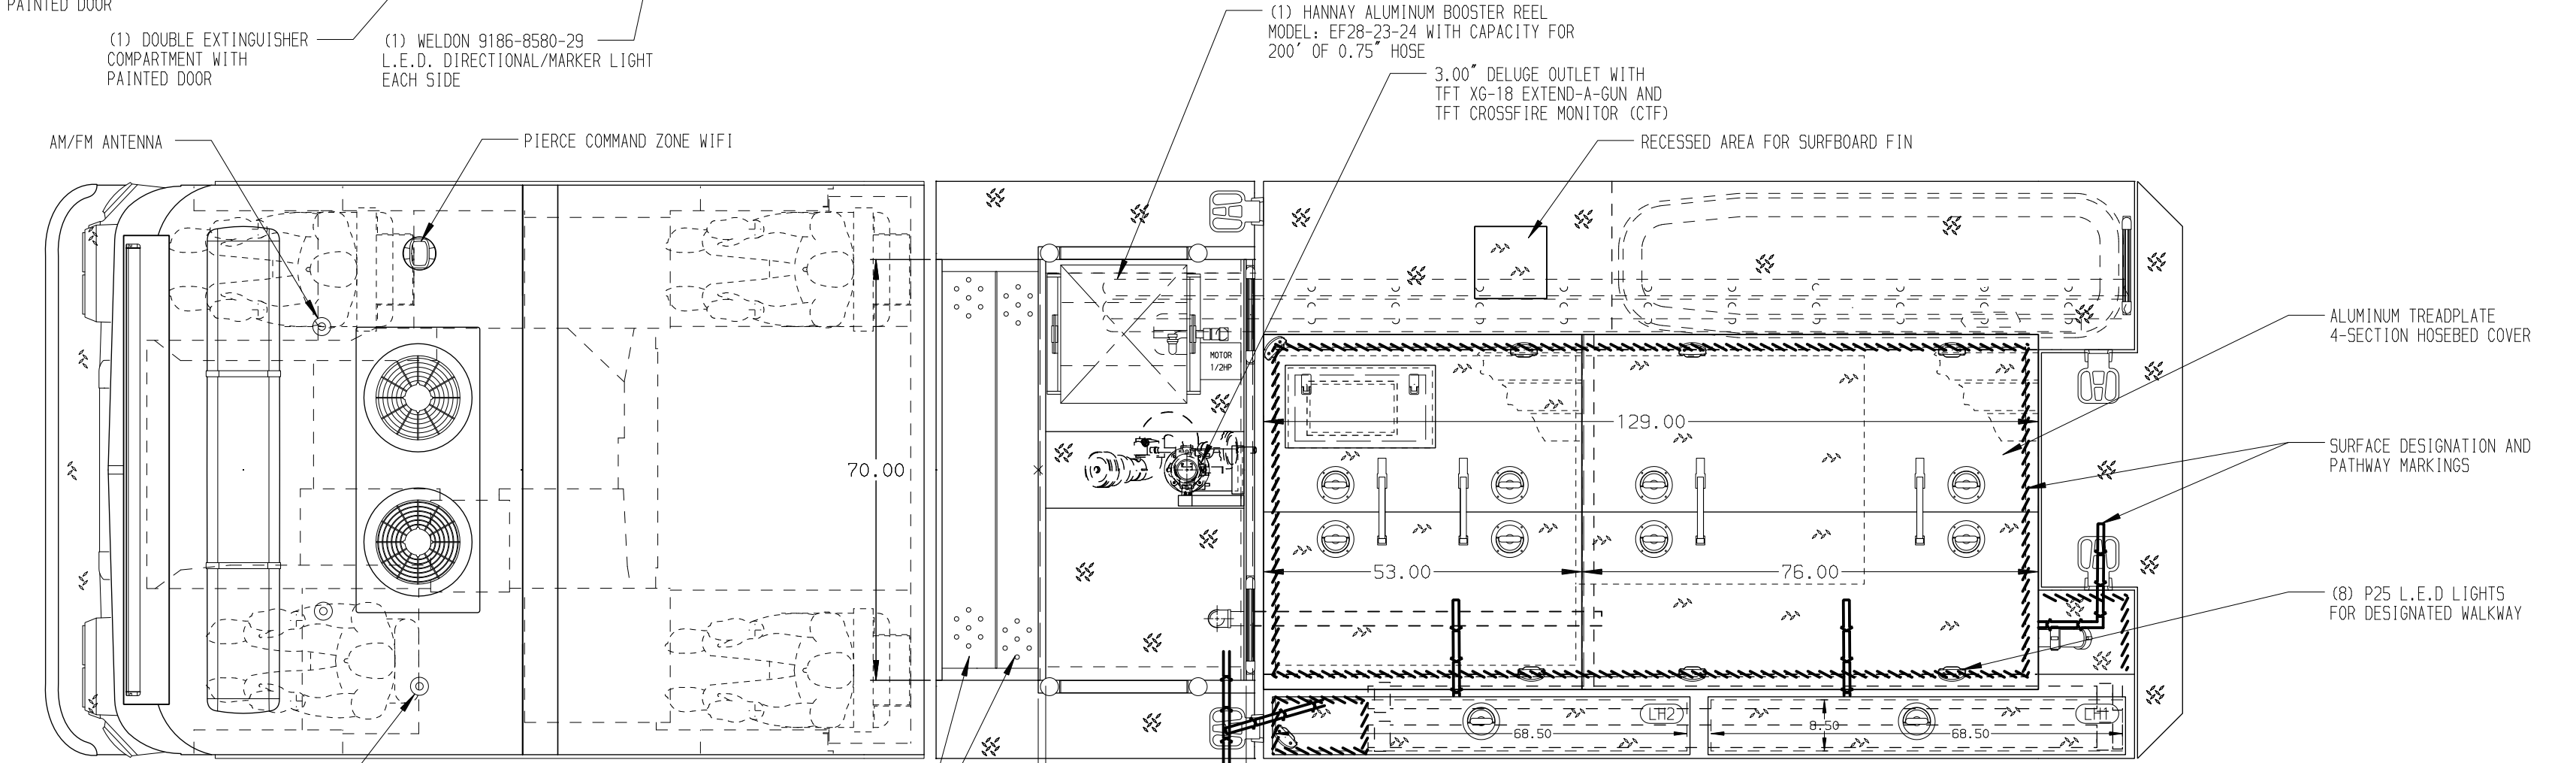 PAINTED DOOR
(1) DOUBLE EXTINGUISHER
COMPARTMENT WITH
PAINTED DOOR
(1) WELDON 9186-8580-29
L.E.D. DIRECTIONAL/MARKER LIGHT
EACH SIDE
(1) HANNAY ALUMINUM BOOSTER REEL
MODEL: EF28-23-24 WITH CAPACITY FOR
200' OF 0.75" HOSE
3.00" DELUGE OUTLET WITH
TFT XG-18 EXTEND-A-GUN AND
TFT CROSSFIRE MONITOR (CTF)
AM/FM ANTENNA
PIERCE COMMAND ZONE WIFI
RECESSED AREA FOR SURFBOARD FIN
ALUMINUM TREADPLATE
4-SECTION HOSEBED COVER
MOTOR
1/2HP
129.00
70.00
SURFACE DESIGNATION AND
PATHWAY MARKINGS
53.00
76.00
(8) P25 L.E.D LIGHTS
FOR DESIGNATED WALKWAY
LH2
LH1
68.50
8.50
68.50